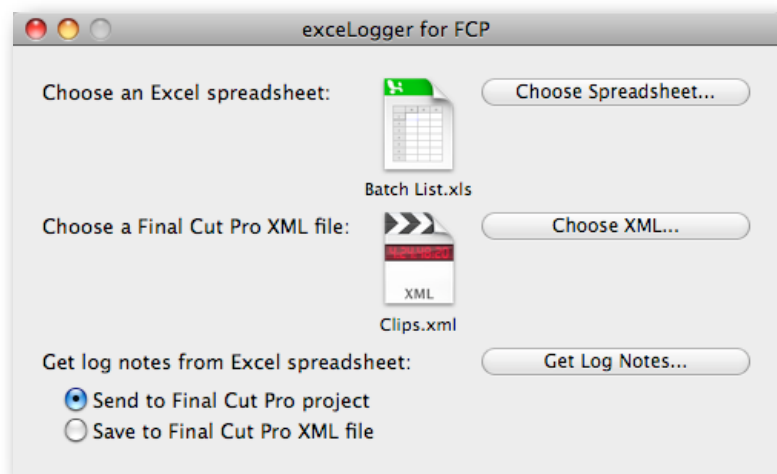 exceLogger for FCP
Choose an Excel spreadsheet:
Choose Spreadsheet...
Batch List.xls
Choose a Final Cut Pro XML file:
Choose XML...
XML
Clips.xml
Get log notes from Excel spreadsheet:
Get Log Notes...
Send to Final Cut Pro project
Save to Final Cut Pro XML file